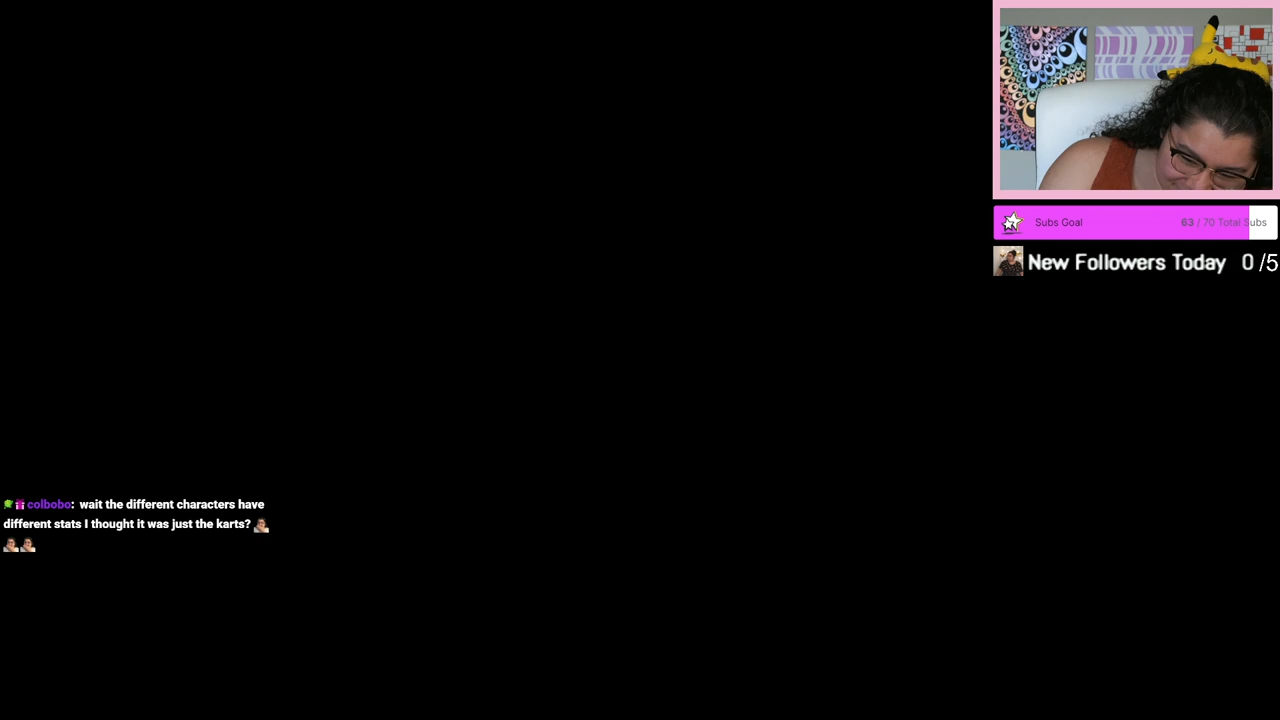 Subs Goal 63 / 70 Total Subs
New Followers Today 0 /5
colbobo: wait the different characters have
different stats I thought it was just the karts?